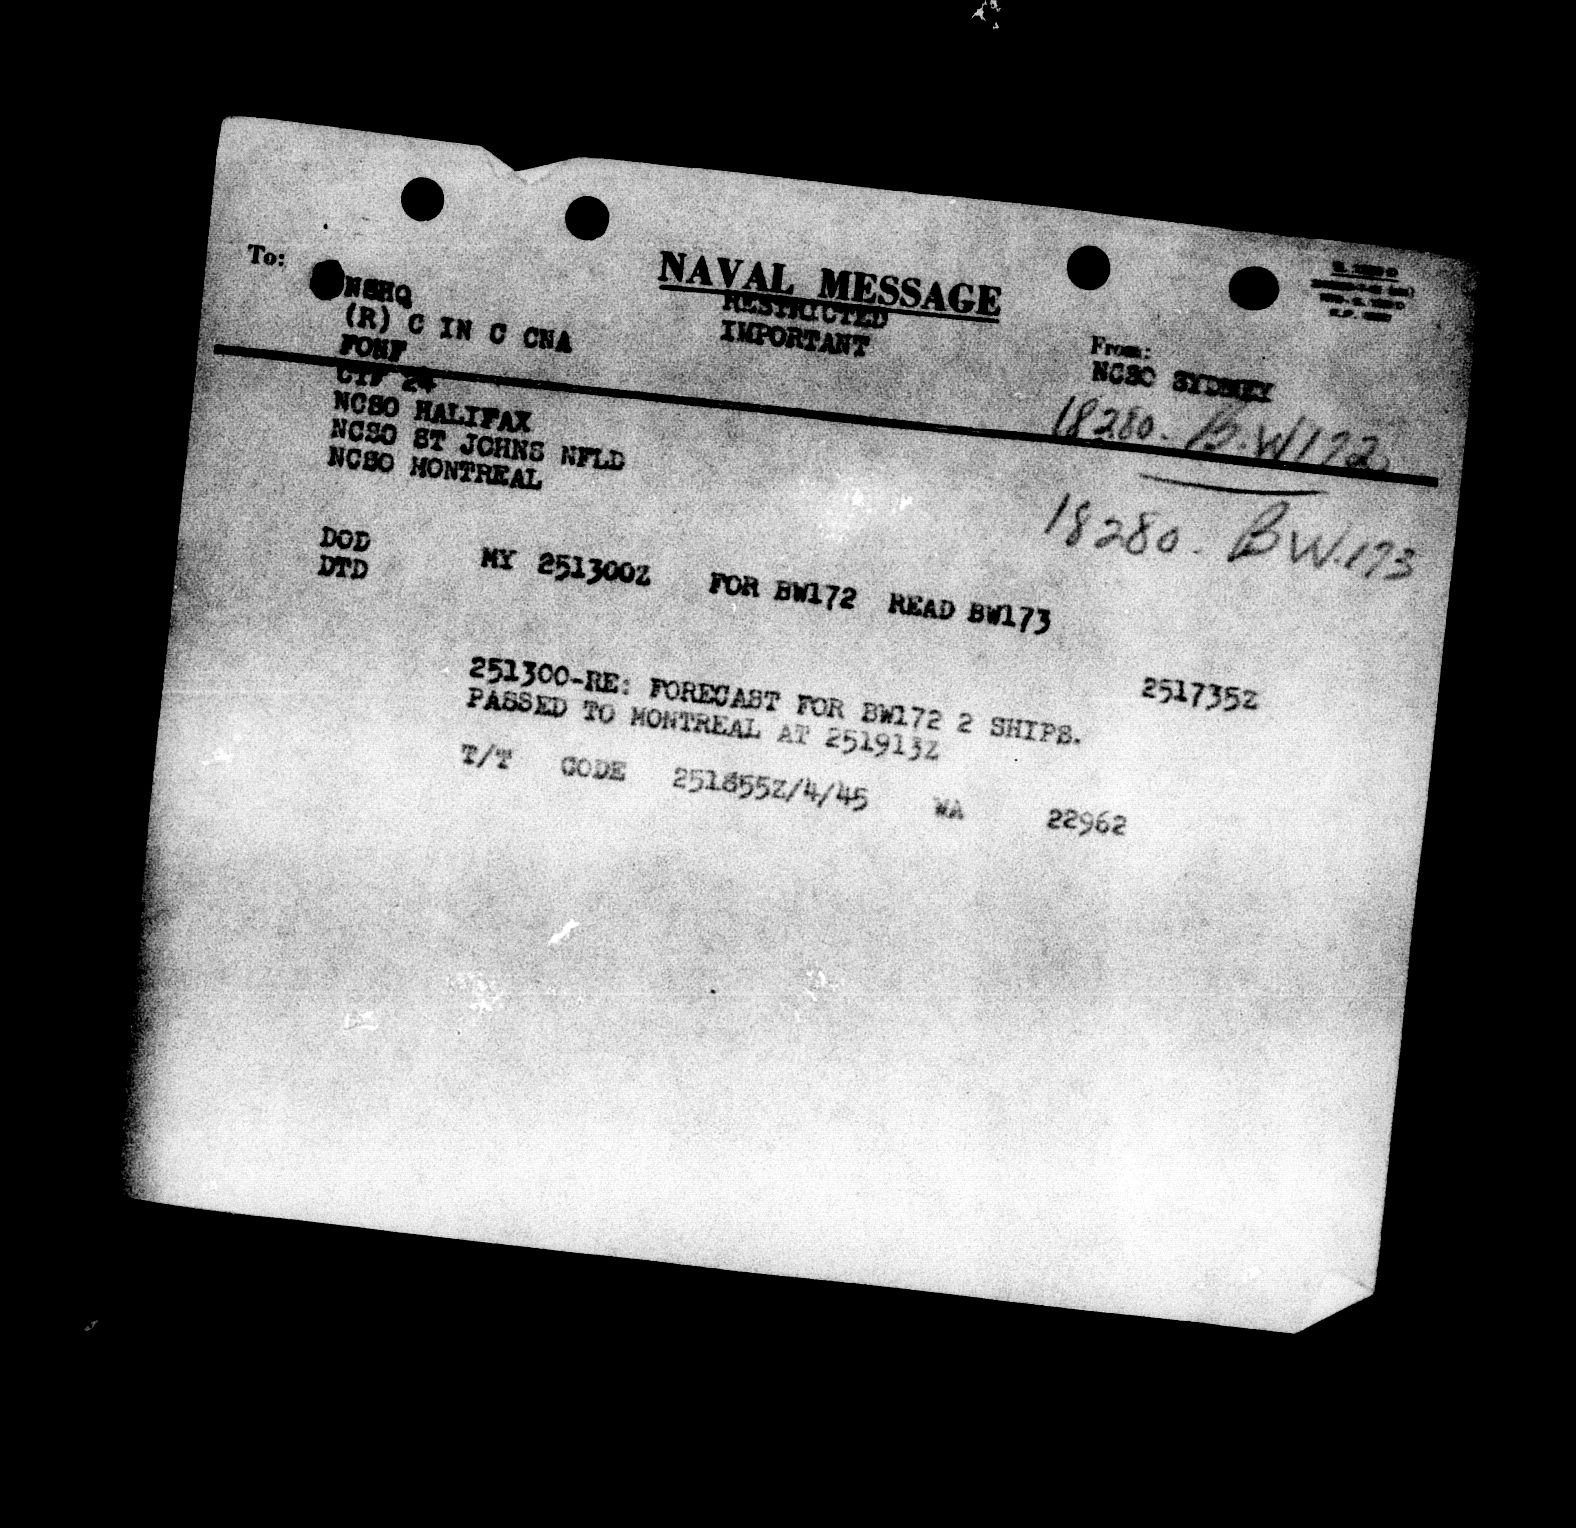 To:
NAVAL MESSAGE
NSHQ
RESTRICTED
(R) C IN C CNA
IMPORTANT
From:
FONF
NCSO SYDNEY
CTF 24
18280. B.W172.
NCSO HALIFAX
NCSO ST JOHNS NFLD
NCSO MONTREAL
18280. BW.173
DOD
DTD
MY 251300Z FOR BW172 READ BW173
251735Z
251300-RE: FORECAST FOR BW172 2 SHIPS.
PASSED TO MONTREAL AT 251913Z
T/T CODE 251855Z/4/45 WA 22962